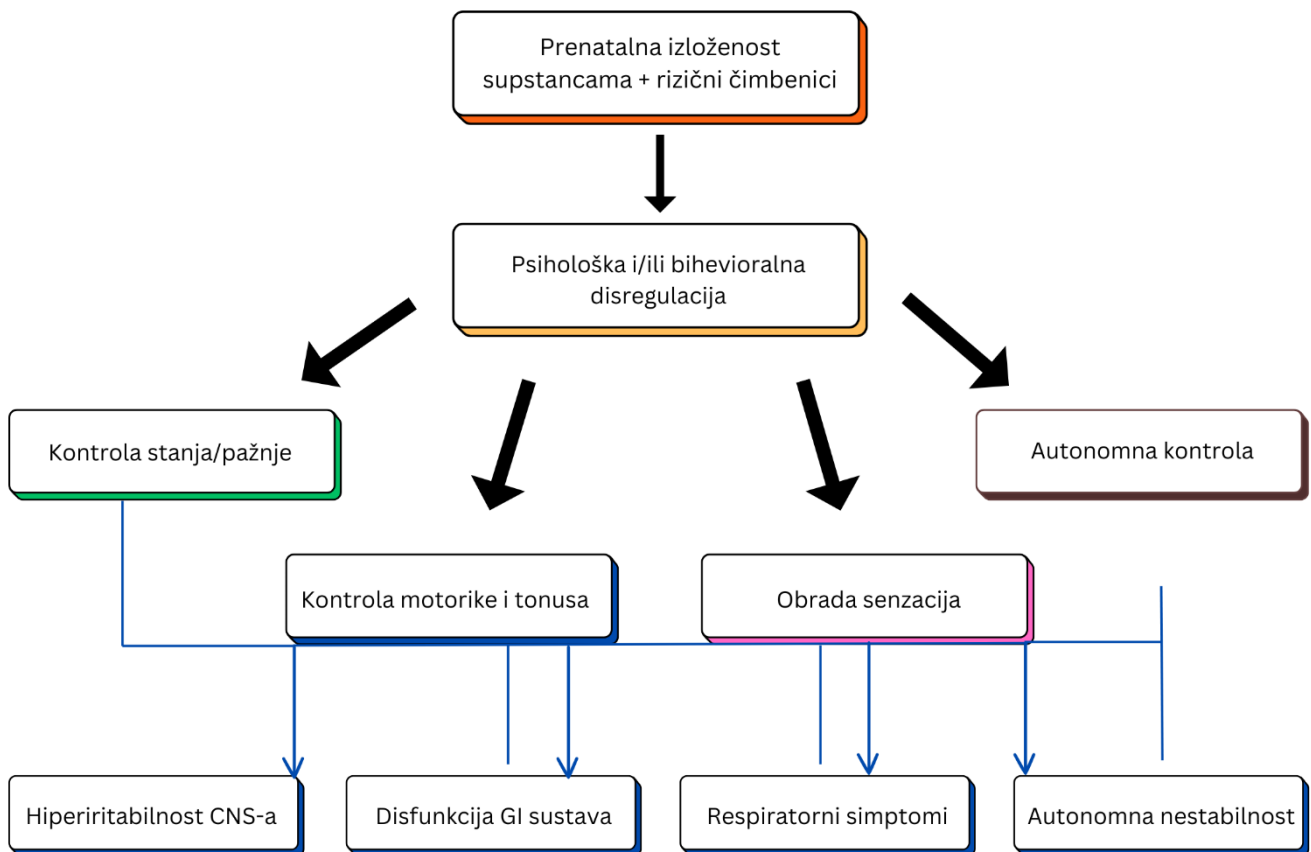 Prenatalna izloženost
supstancama + rizični čimbenici
Psihološka i/ili bihevioralna
disregulacija
Kontrola stanja/pažnje
Autonomna kontrola
Kontrola motorike i tonusa
Obrada senzacija
Hiperiritabilnost CNS-a
Disfunkcija GI sustava
Respiratorni simptomi
Autonomna nestabilnost